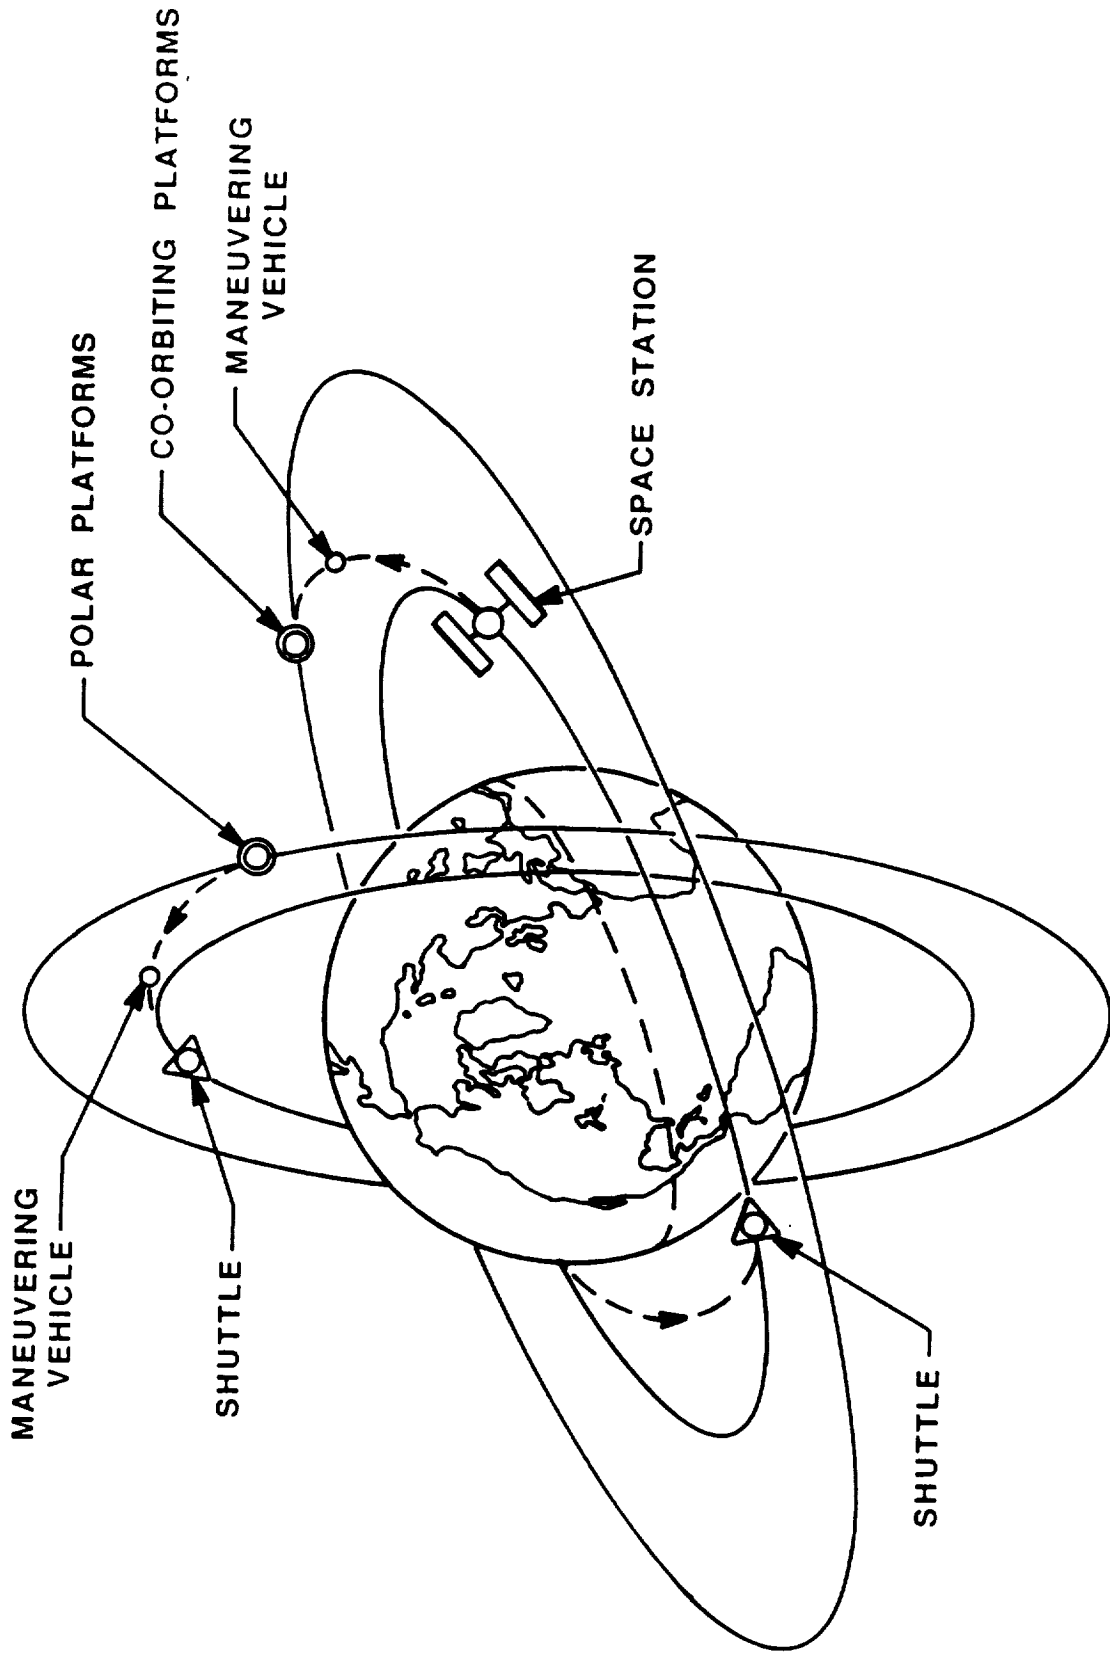 MANEUVERING
VEHICLE
SHUTTLE
POLAR PLATFORMS
CO-ORBITING PLATFORMS
MANEUVERING
VEHICLE
SPACE STATION
SHUTTLE